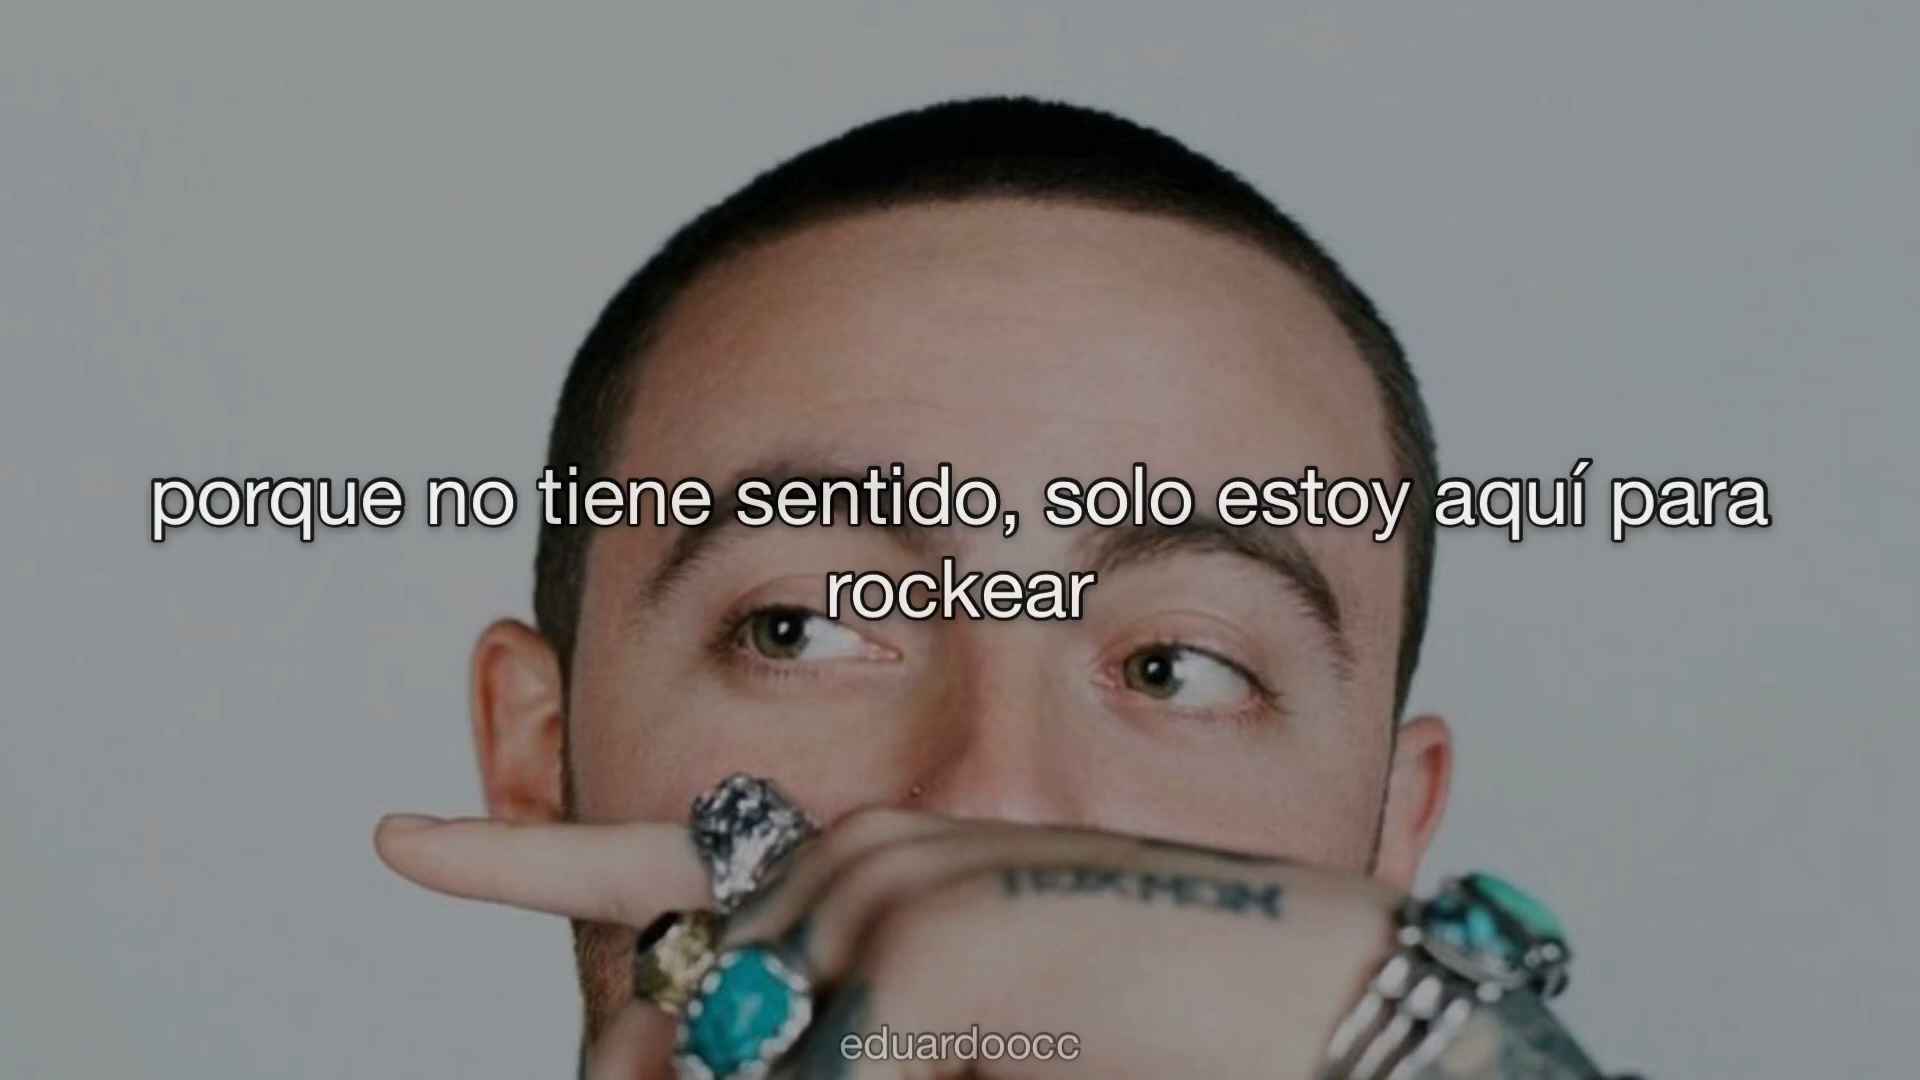 porque no tiene sentido, solo estoy aquí para
rockear
eduardoocc